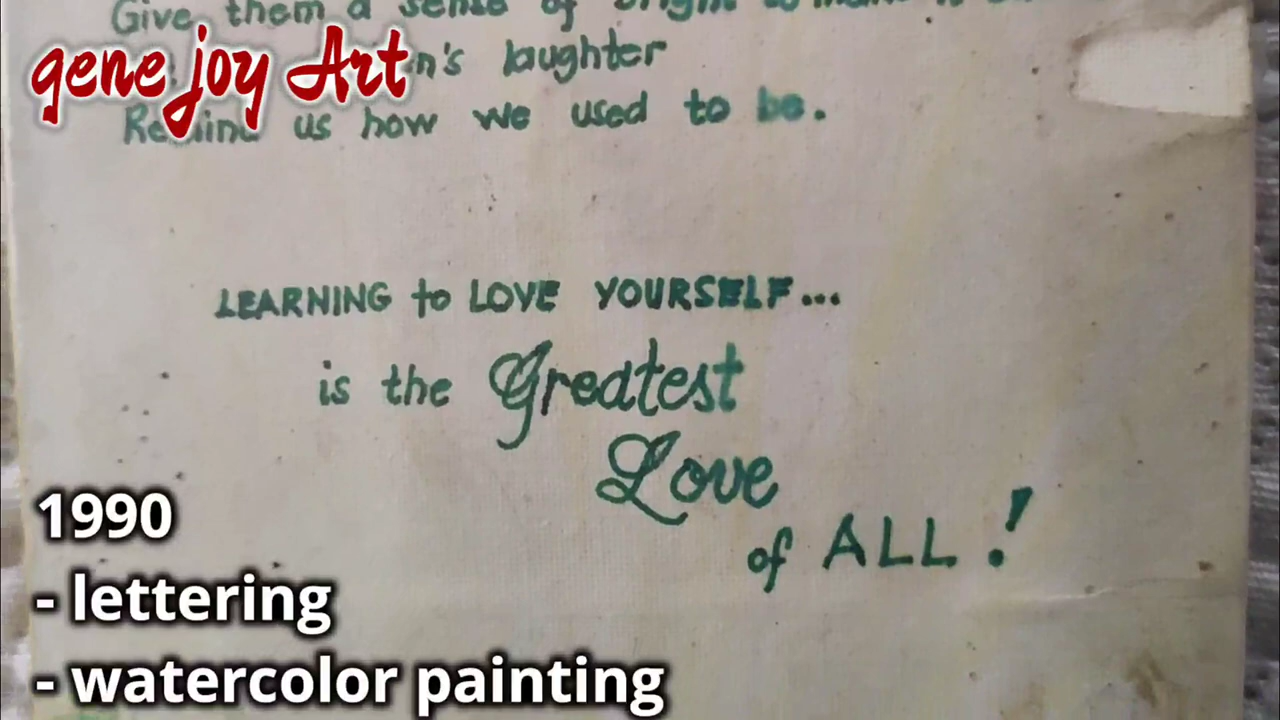 Give them a sense of
gene joy Art
n's laughter
Remind us how we used to be.
LEARNING to LOVE YOURSELF...
is the Greatest
Love
of ALL!
1990
- lettering
- watercolor painting